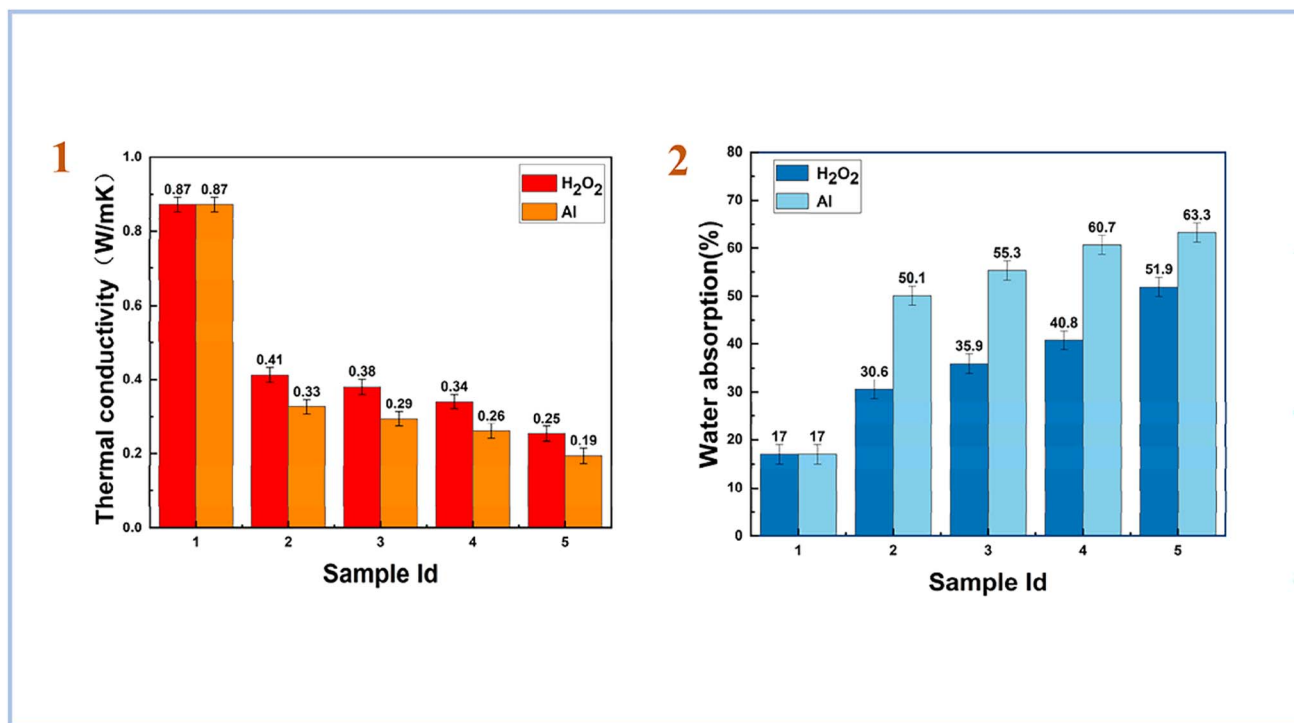 1
Thermal conductivity（W/mK）
1.0
0.8
0.6
0.4
0.2
0.0
H2O2
Al
0.87 0.87
0.41 0.33
0.38 0.29
0.34 0.26
0.25 0.19
1 2 3 4 5
Sample Id
2
Water absorption(%)
80
70
60
50
40
30
20
10
0
H2O2
Al
17 17
30.6 50.1
35.9 55.3
40.8 60.7
51.9 63.3
1 2 3 4 5
Sample Id